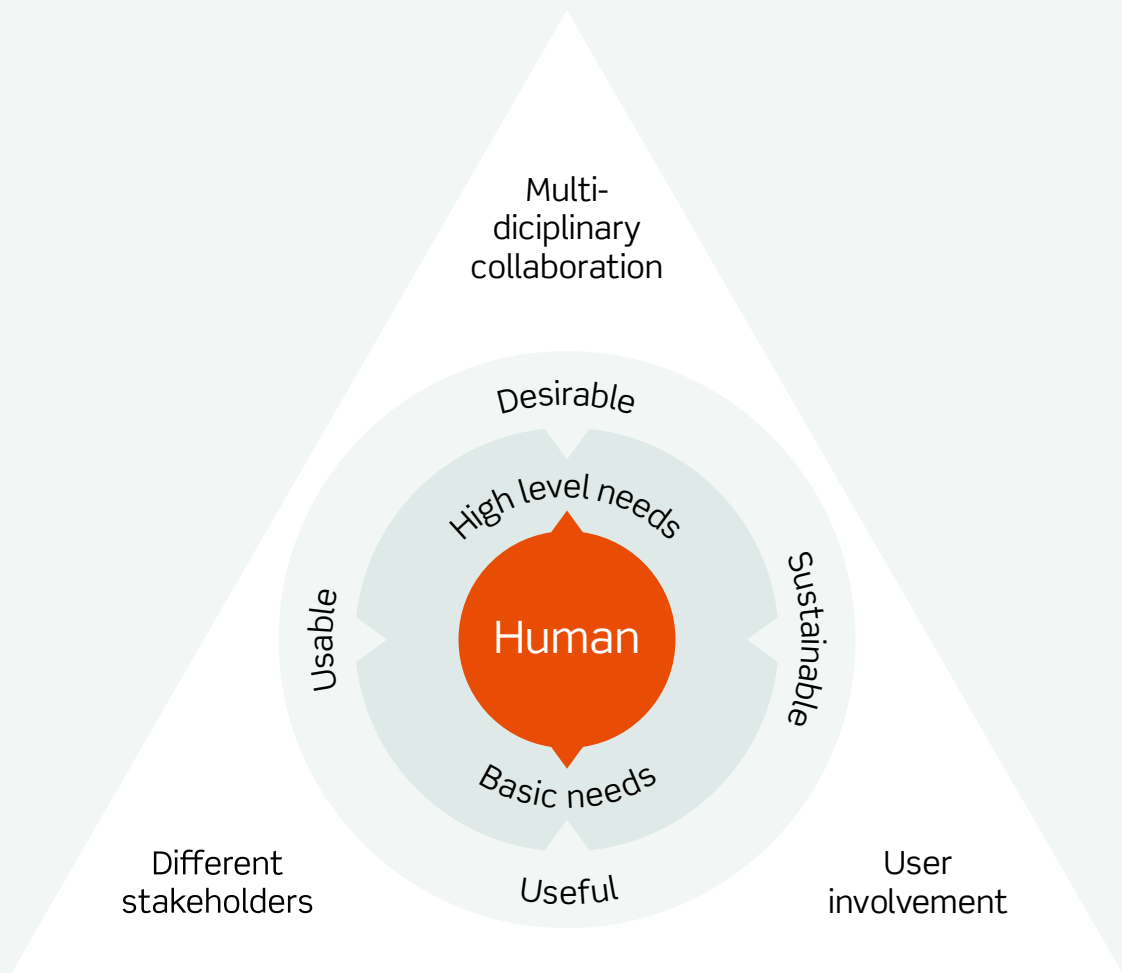 Multi-
diciplinary
collaboration
Desirable
High level needs
Usable
Human
Sustainable
Basic needs
Useful
Different
stakeholders
User
involvement